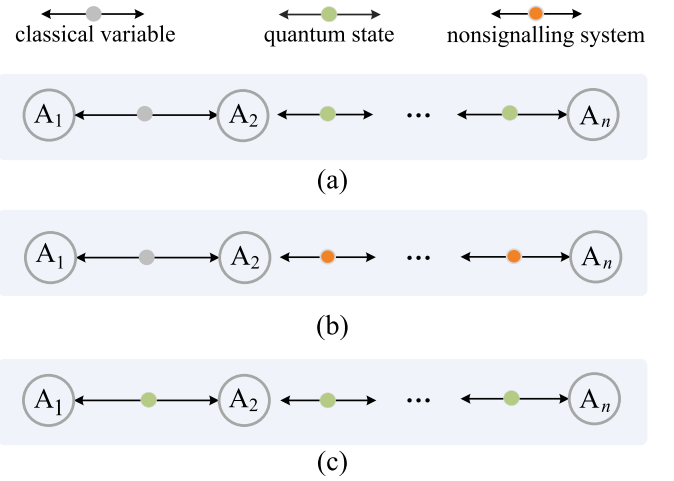 classical variable quantum state nonsignalling system
A1 A2 ... An
(a)
A1 A2 ... An
(b)
A1 A2 ... An
(c)